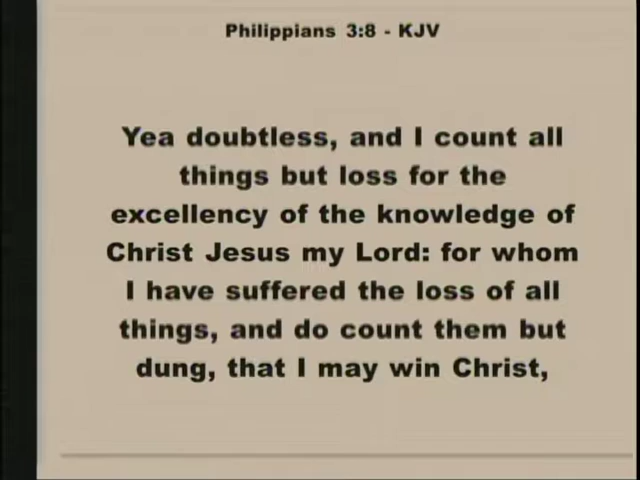 Philippians 3:8 - KJV
Yea doubtless, and I count all
things but loss for the
excellency of the knowledge of
Christ Jesus my Lord: for whom
I have suffered the loss of all
things, and do count them but
dung, that I may win Christ,